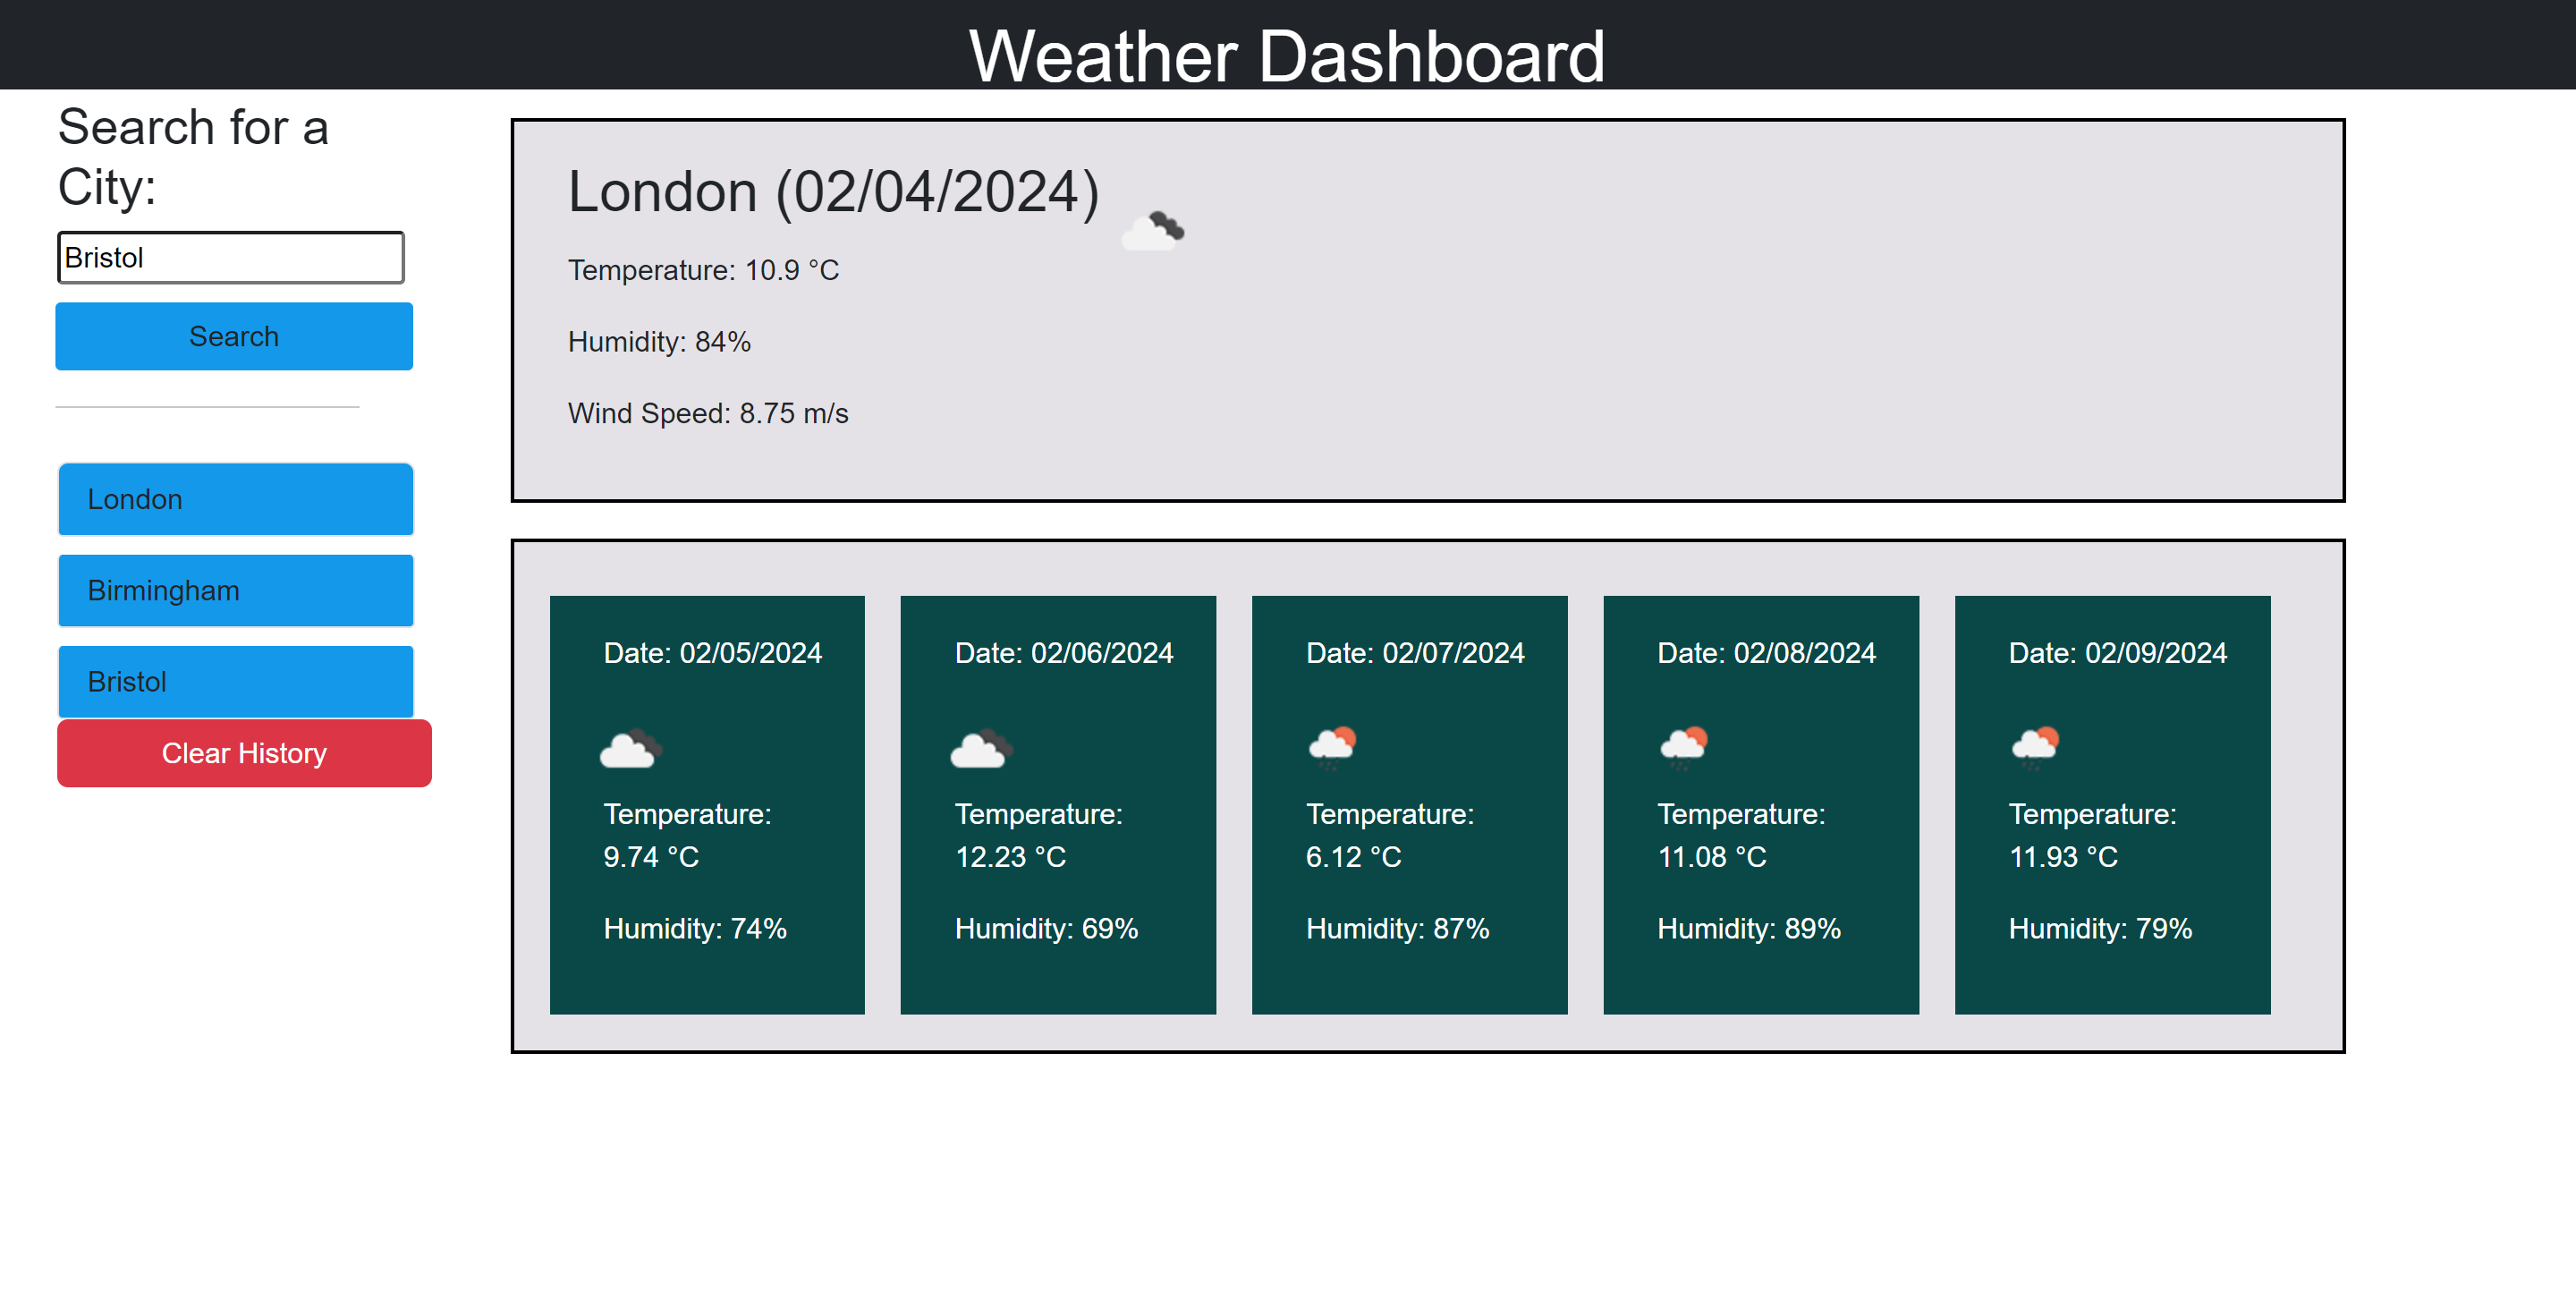 Weather Dashboard
Search for a
City:
Bristol
Search
London
Birmingham
Bristol
Clear History
London (02/04/2024)
Temperature: 10.9 °C
Humidity: 84%
Wind Speed: 8.75 m/s
Date: 02/05/2024
Temperature:
9.74 °C
Humidity: 74%
Date: 02/06/2024
Temperature:
12.23 °C
Humidity: 69%
Date: 02/07/2024
Temperature:
6.12 °C
Humidity: 87%
Date: 02/08/2024
Temperature:
11.08 °C
Humidity: 89%
Date: 02/09/2024
Temperature:
11.93 °C
Humidity: 79%